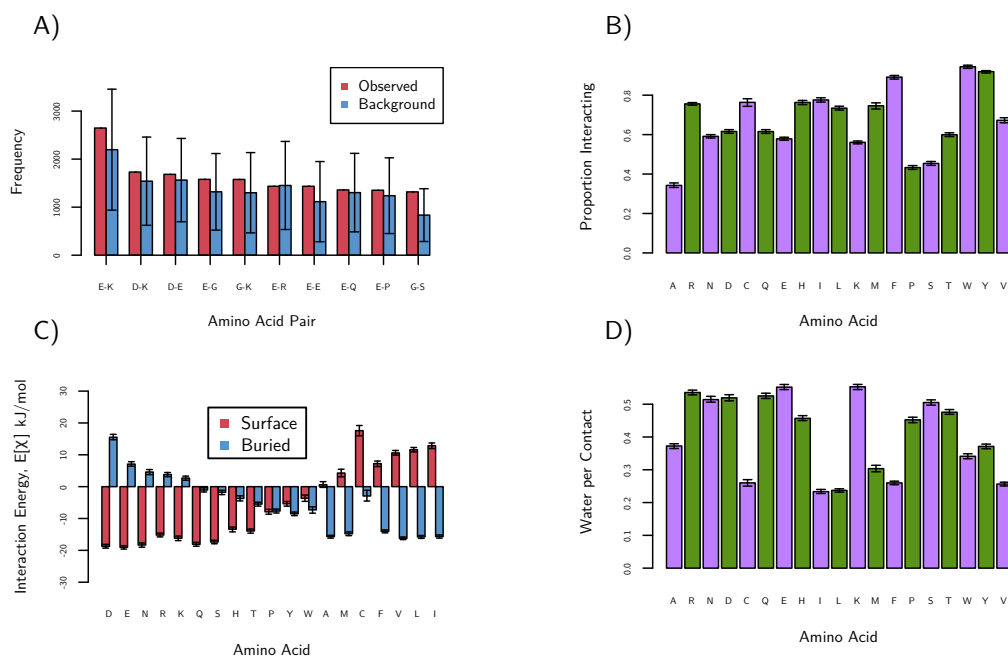 A)
Observed
Background
Frequency
3000
2000
1000
0
E-K D-K D-E E-G G-K E-R E-E E-Q E-P G-S
Amino Acid Pair
B)
Proportion Interacting
0.8
0.6
0.4
0.2
0.0
A R N D C Q E H I L K M F P S T W Y V
Amino Acid
C)
Interaction Energy, E[χ] kJ/mol
30
20
10
0
-10
-20
-30
Surface
Buried
D E N R K Q S H T P Y W A M C F V L I
Amino Acid
D)
Water per Contact
0.5
0.4
0.3
0.2
0.1
0.0
A R N D C Q E H I L K M F P S T W Y V
Amino Acid